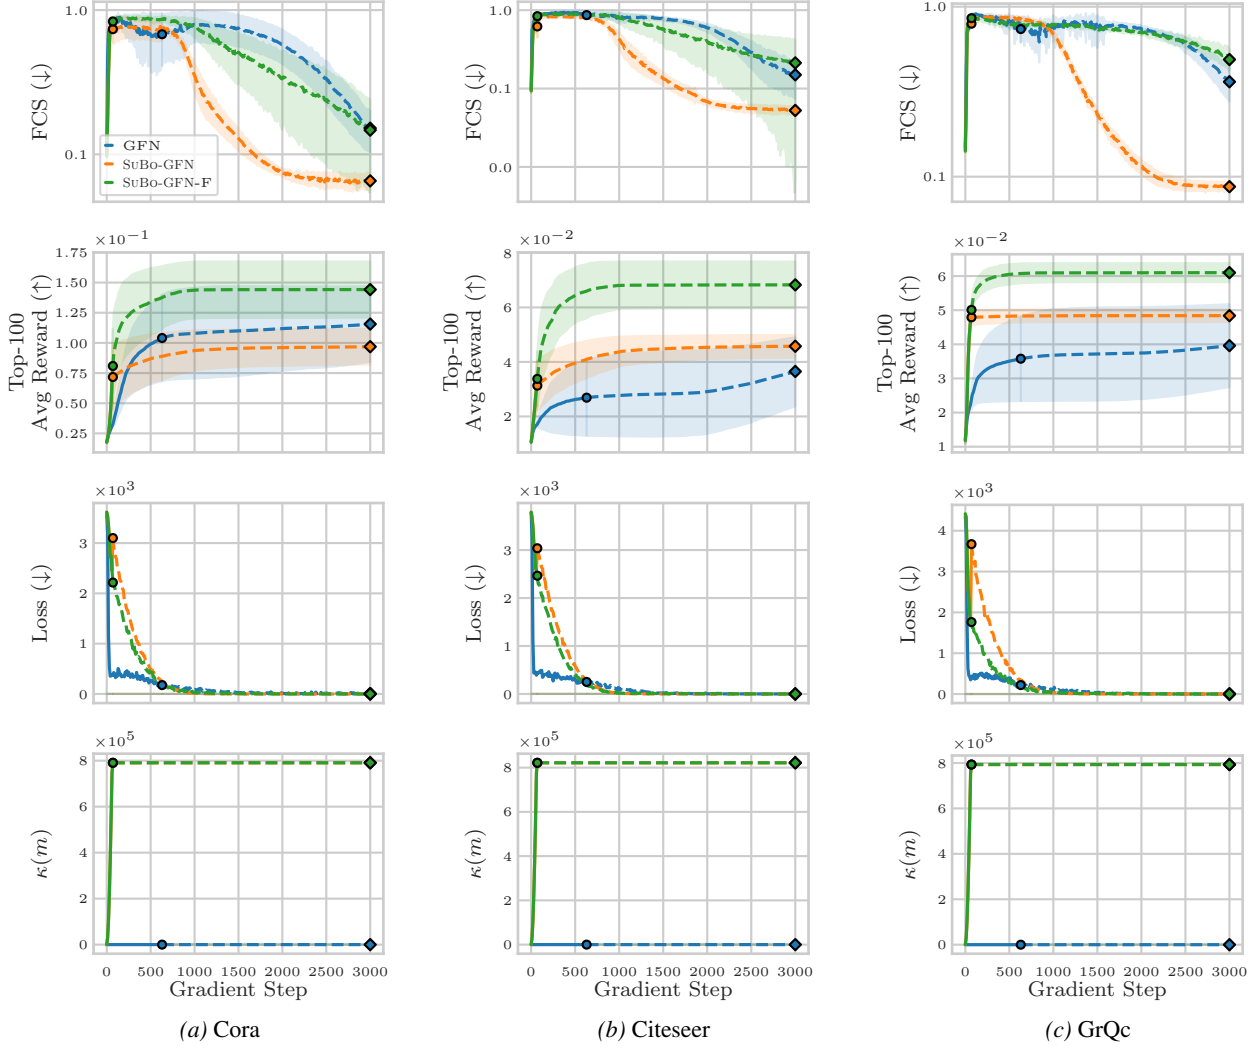 1.0
0.1
FCS (↓)
GFN
SUBO-GFN
SUBO-GFN-F
1.0
0.1
0.0
FCS (↓)
1.0
0.1
FCS (↓)
×10⁻¹
1.75
1.50
1.25
1.00
0.75
0.50
0.25
Top-100
Avg Reward (↑)
×10⁻²
8
6
4
2
Top-100
Avg Reward (↑)
×10⁻²
6
5
4
3
2
1
Top-100
Avg Reward (↑)
×10³
3
2
1
0
Loss (↓)
×10³
4
3
2
1
0
Loss (↓)
×10³
4
3
2
1
0
Loss (↓)
×10⁵
8
6
4
2
0
κ(m)
0 500 1000 1500 2000 2500 3000
Gradient Step
×10⁵
8
6
4
2
0
κ(m)
0 500 1000 1500 2000 2500 3000
Gradient Step
×10⁵
8
6
4
2
0
κ(m)
0 500 1000 1500 2000 2500 3000
Gradient Step
(a) Cora
(b) Citeseer
(c) GrQc